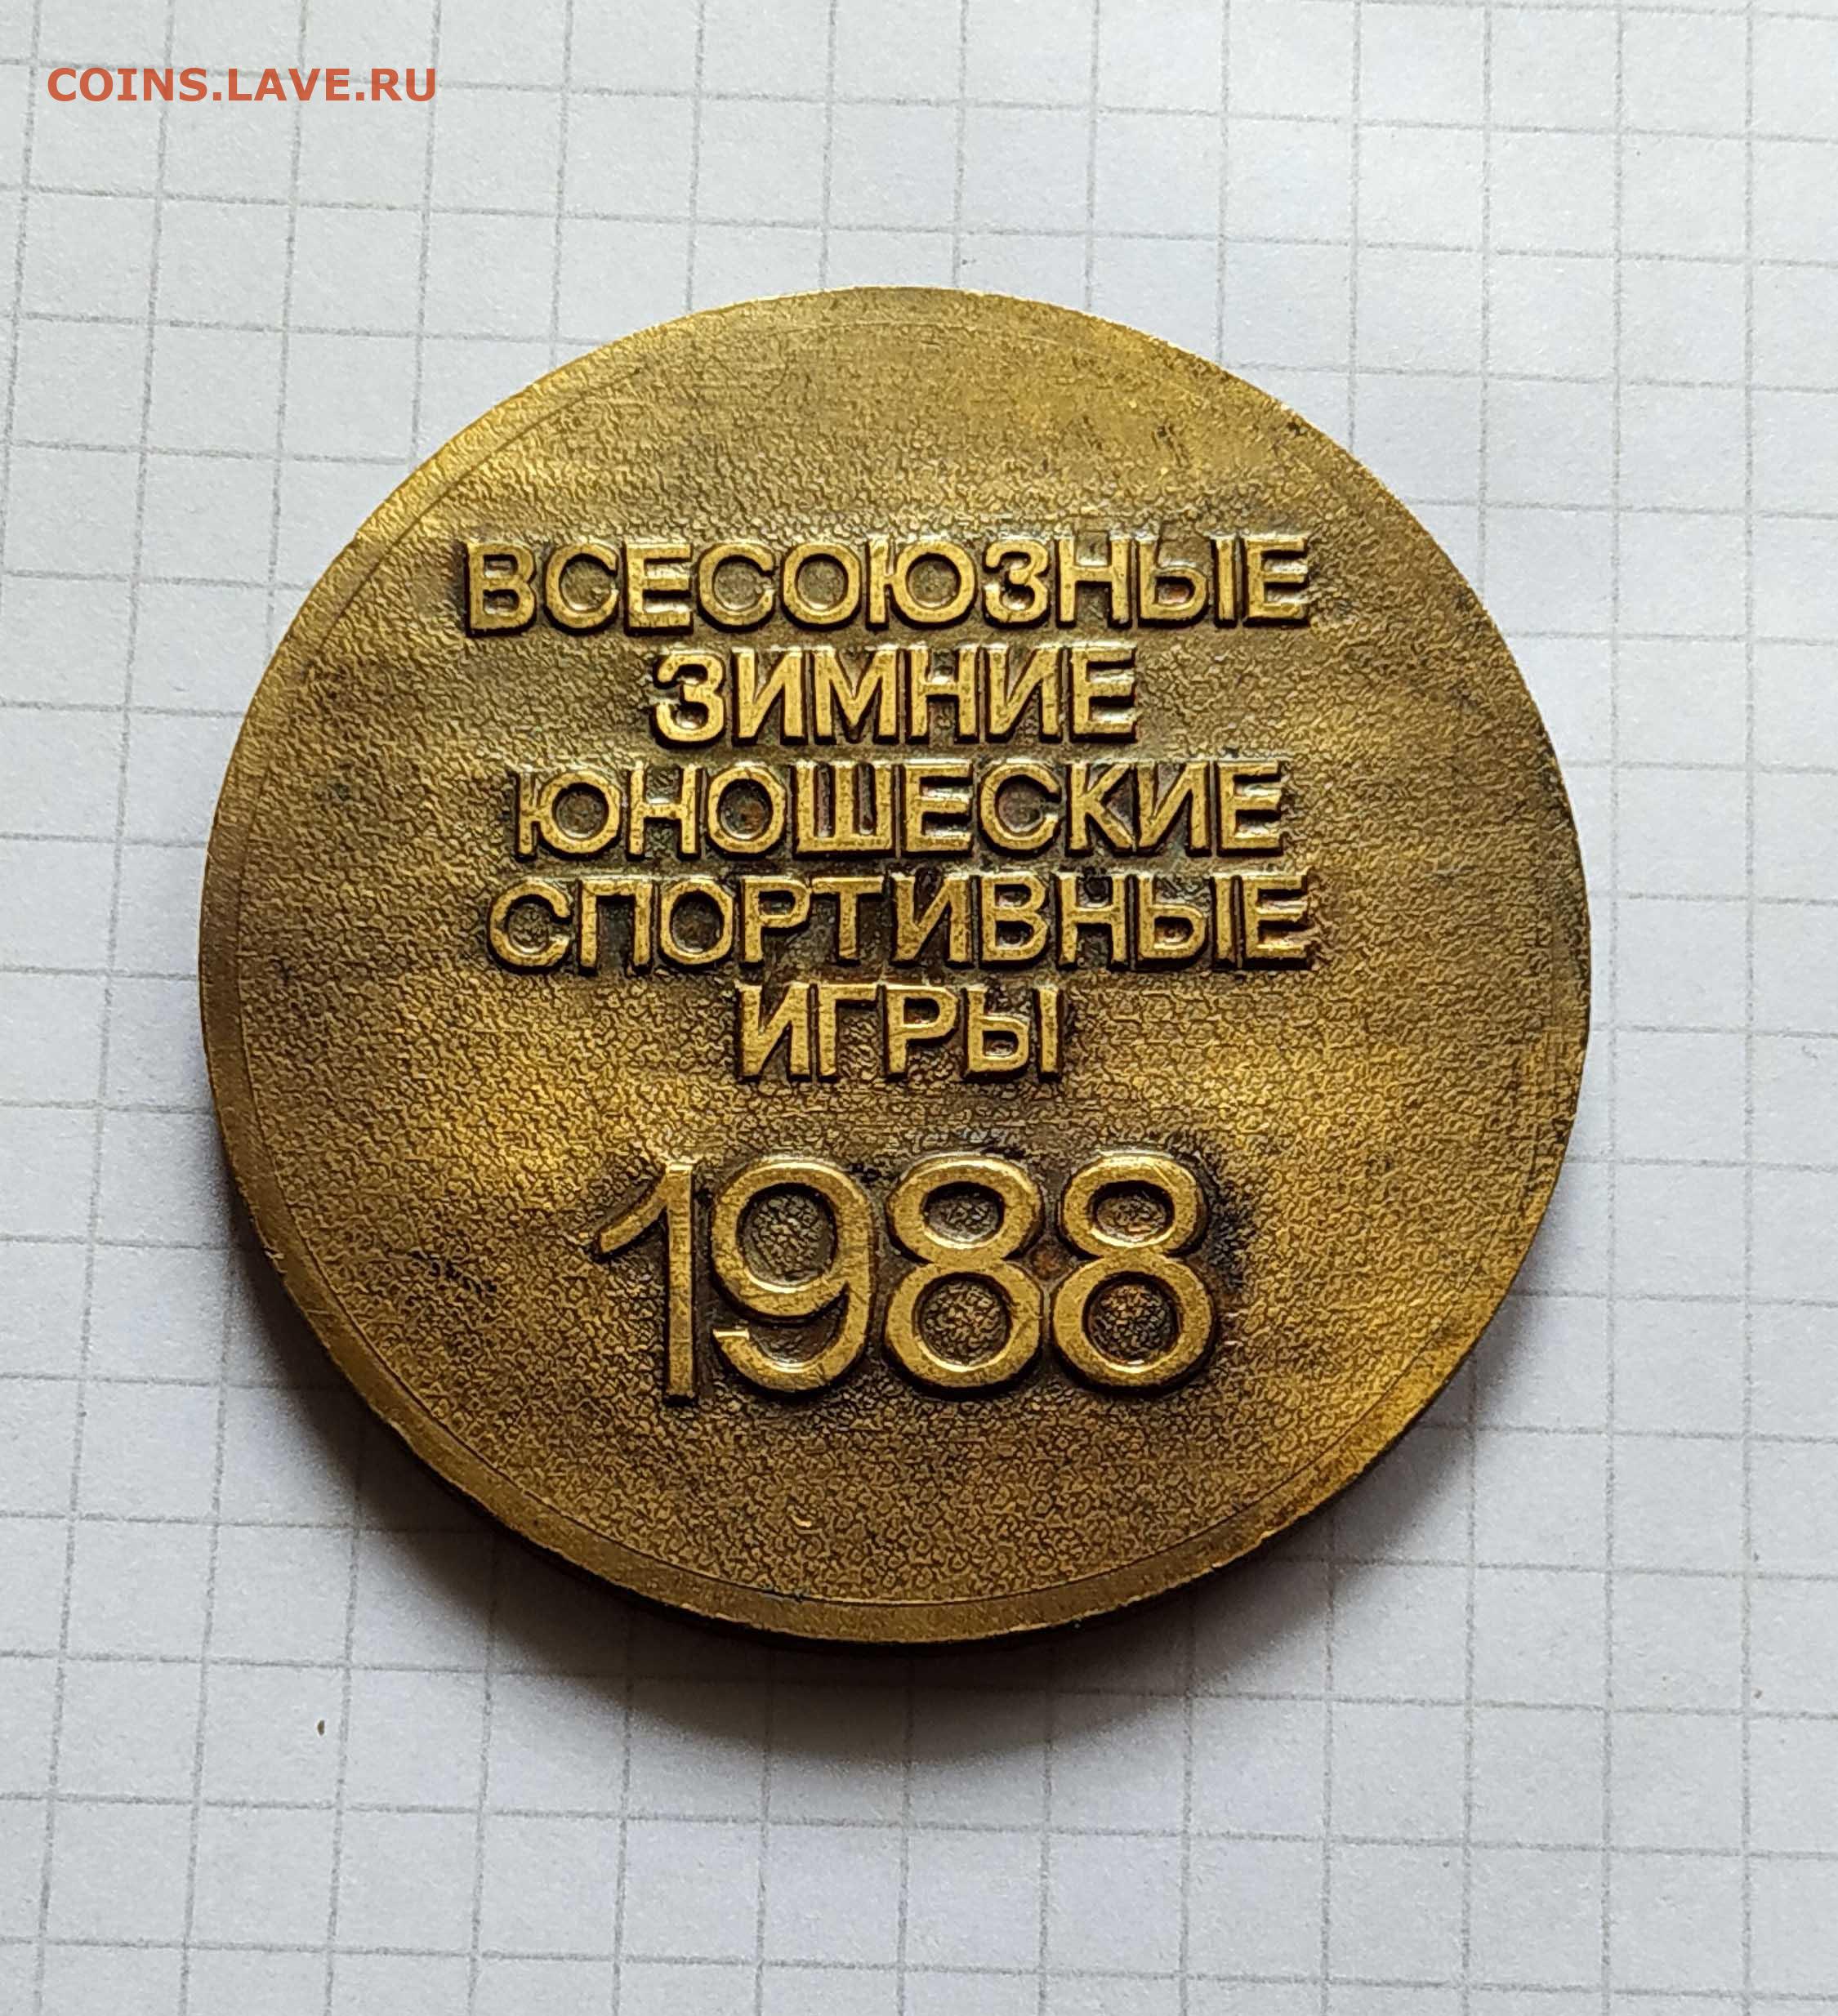 COINS.LAVE.RU
ВСЕСОЮЗНЫЕ
ЗИМНИЕ
ЮНОШЕСКИЕ
СПОРТИВНЫЕ
ИГРЫ
1988